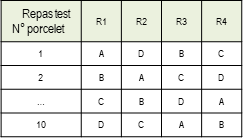 Repas test R1 R2 R3 R4
N° porcelet
1 A D B C
2 B A C D
... C B D A
10 D C A B